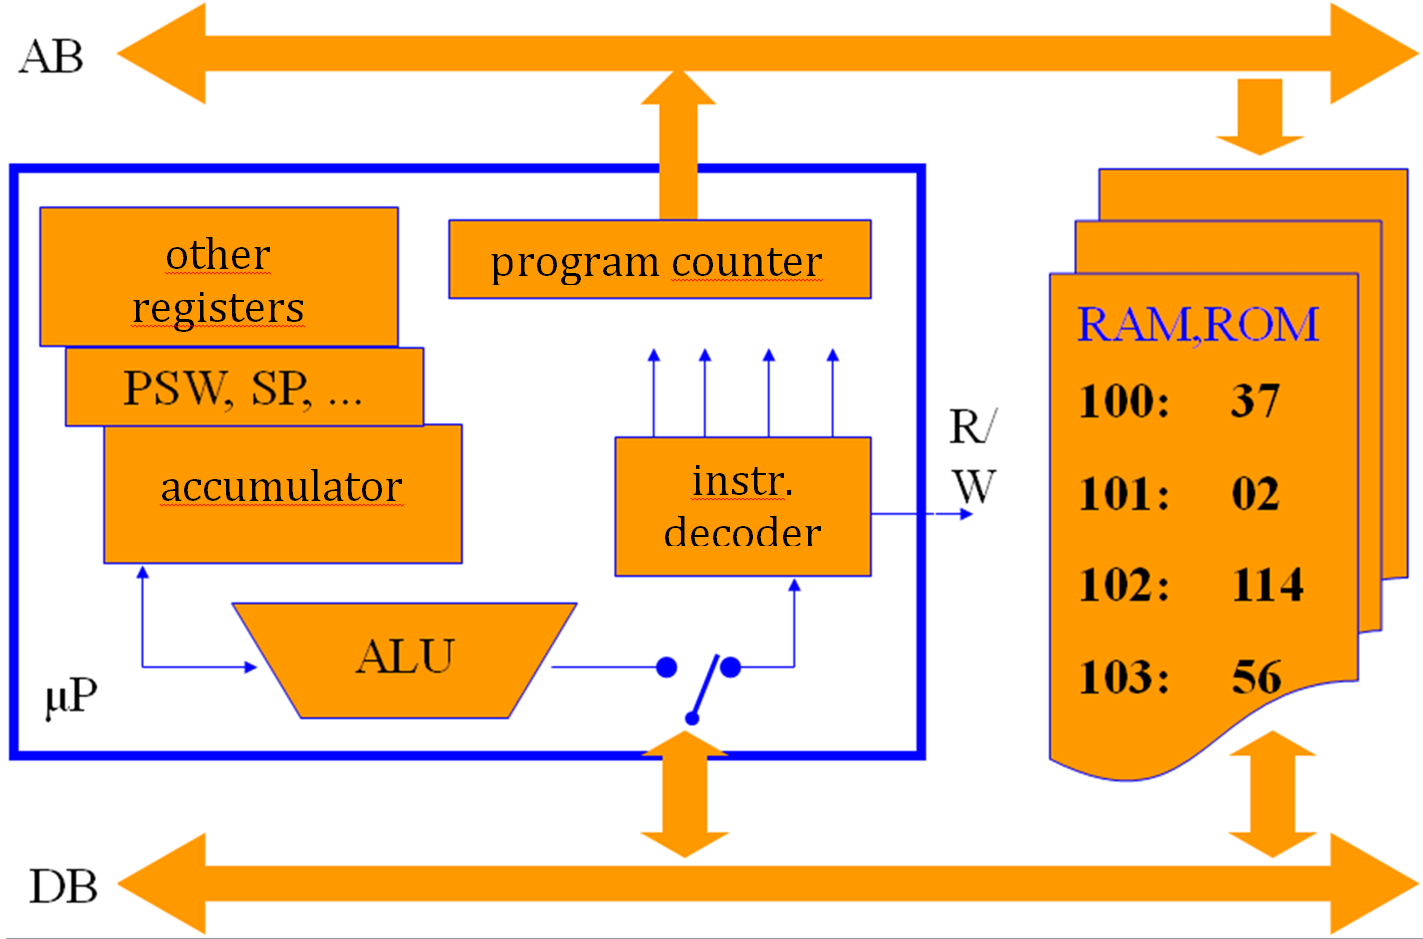 AB
other
registers
program counter
PSW, SP, ...
accumulator
instr.
decoder
R/
W
ALU
μP
RAM,ROM
100: 37
101: 02
102: 114
103: 56
DB